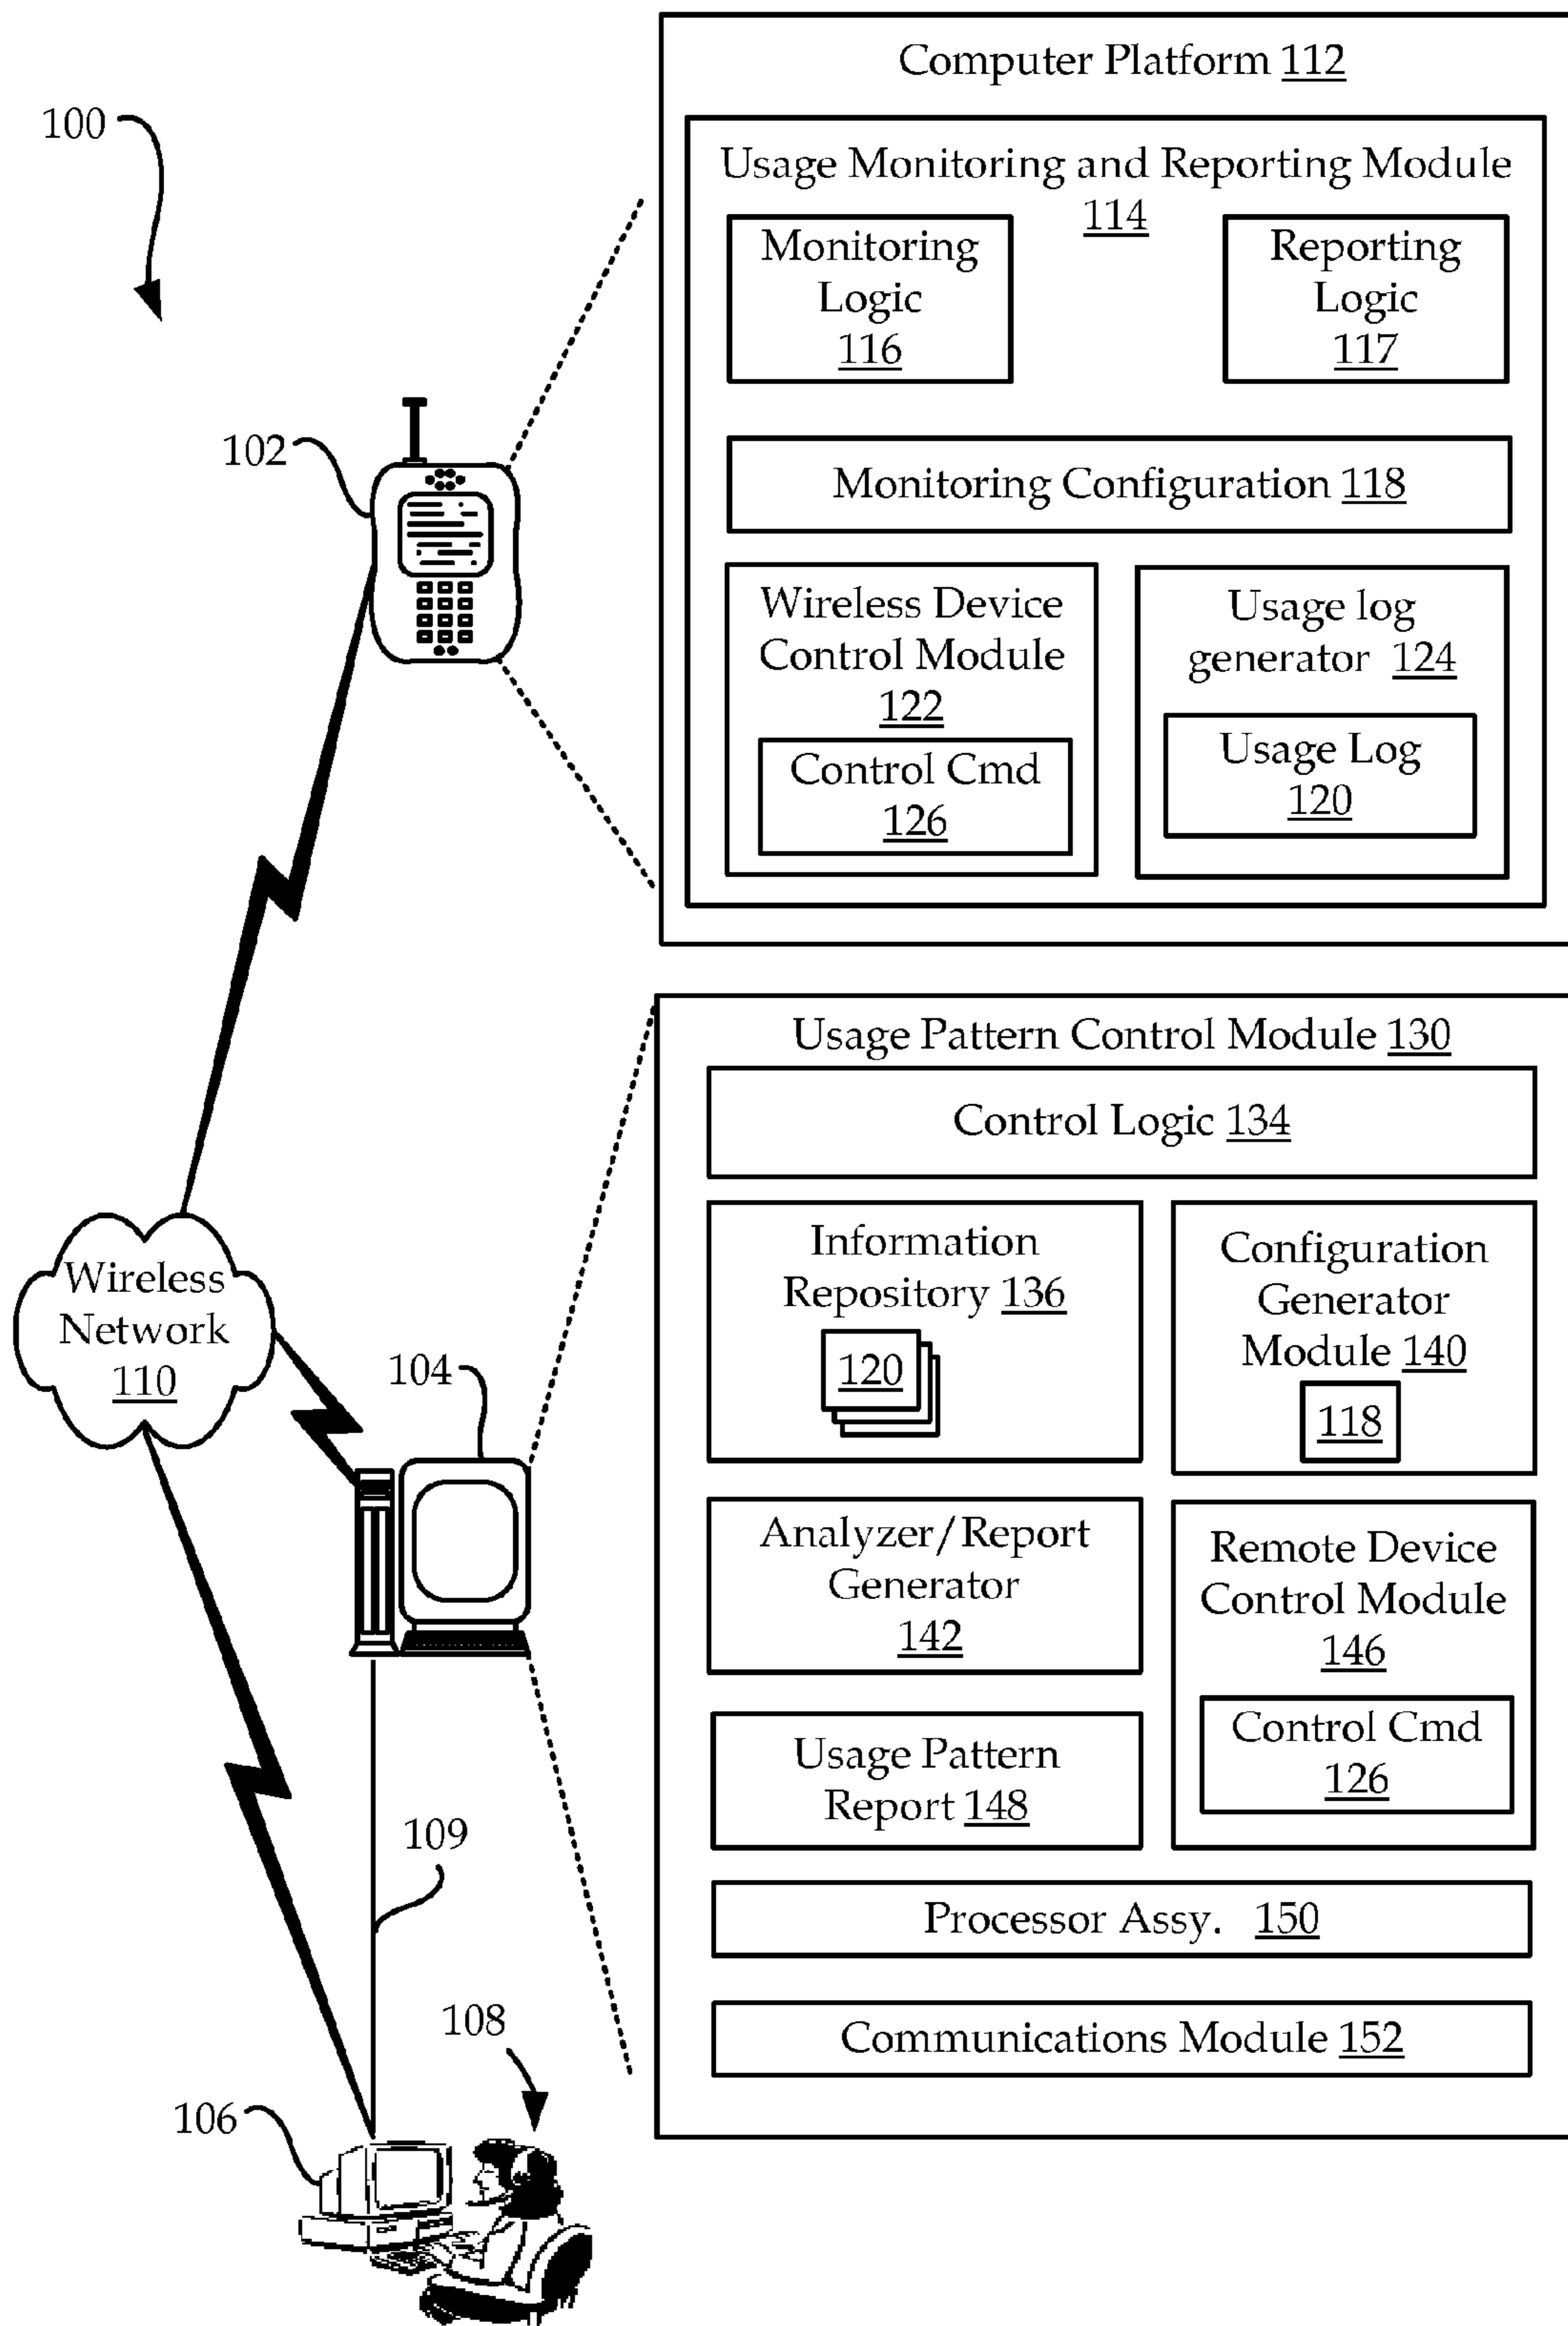 100
Computer Platform 112
Usage Monitoring and Reporting Module
114
Monitoring
Logic
116
Reporting
Logic
117
102
Monitoring Configuration 118
Wireless Device
Control Module
122
Control Cmd
126
Usage log
generator 124
Usage Log
120
Usage Pattern Control Module 130
Control Logic 134
Wireless
Network
110
Information
Repository 136
120
Configuration
Generator
Module 140
118
104
Analyzer/Report
Generator
142
Remote Device
Control Module
146
Control Cmd
126
Usage Pattern
Report 148
109
Processor Assy. 150
108
Communications Module 152
106